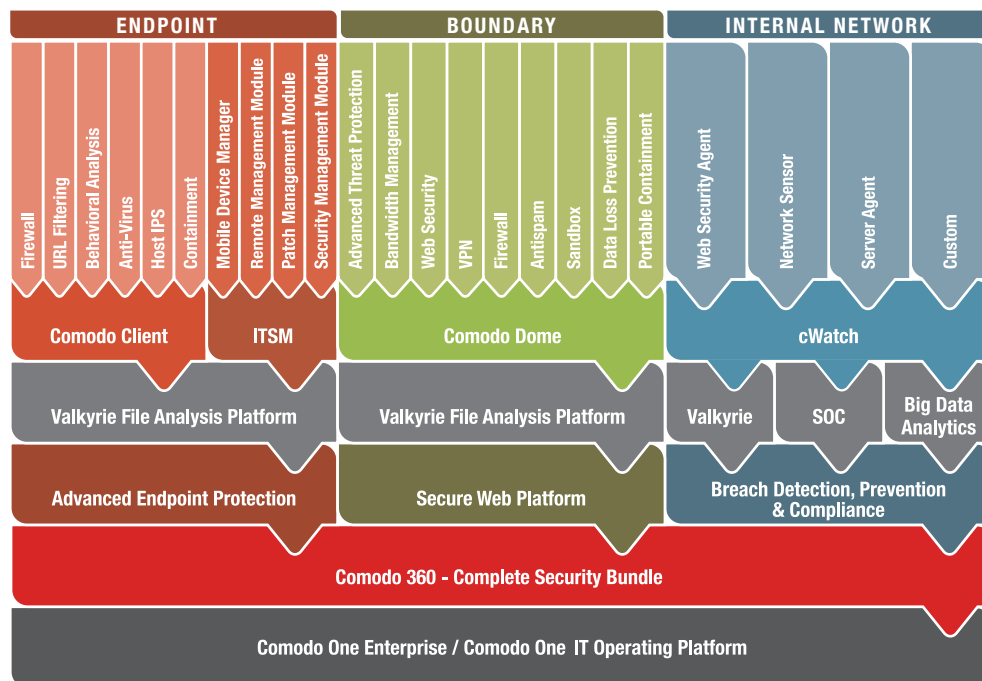 ENDPOINT
BOUNDARY
INTERNAL NETWORK
Firewall
URL Filtering
Behavioral Analysis
Anti-Virus
Host IPS
Containment
Mobile Device Manager
Remote Management Module
Patch Management Module
Security Management Module
Advanced Threat Protection
Bandwidth Management
Web Security
VPN
Firewall
Antispam
Sandbox
Data Loss Prevention
Portable Containment
Web Security Agent
Network Sensor
Server Agent
Custom
Comodo Client
ITSM
Comodo Dome
cWatch
Valkyrie File Analysis Platform
Valkyrie File Analysis Platform
Valkyrie
SOC
Big Data
Analytics
Advanced Endpoint Protection
Secure Web Platform
Breach Detection, Prevention
& Compliance
Comodo 360 - Complete Security Bundle
Comodo One Enterprise / Comodo One IT Operating Platform